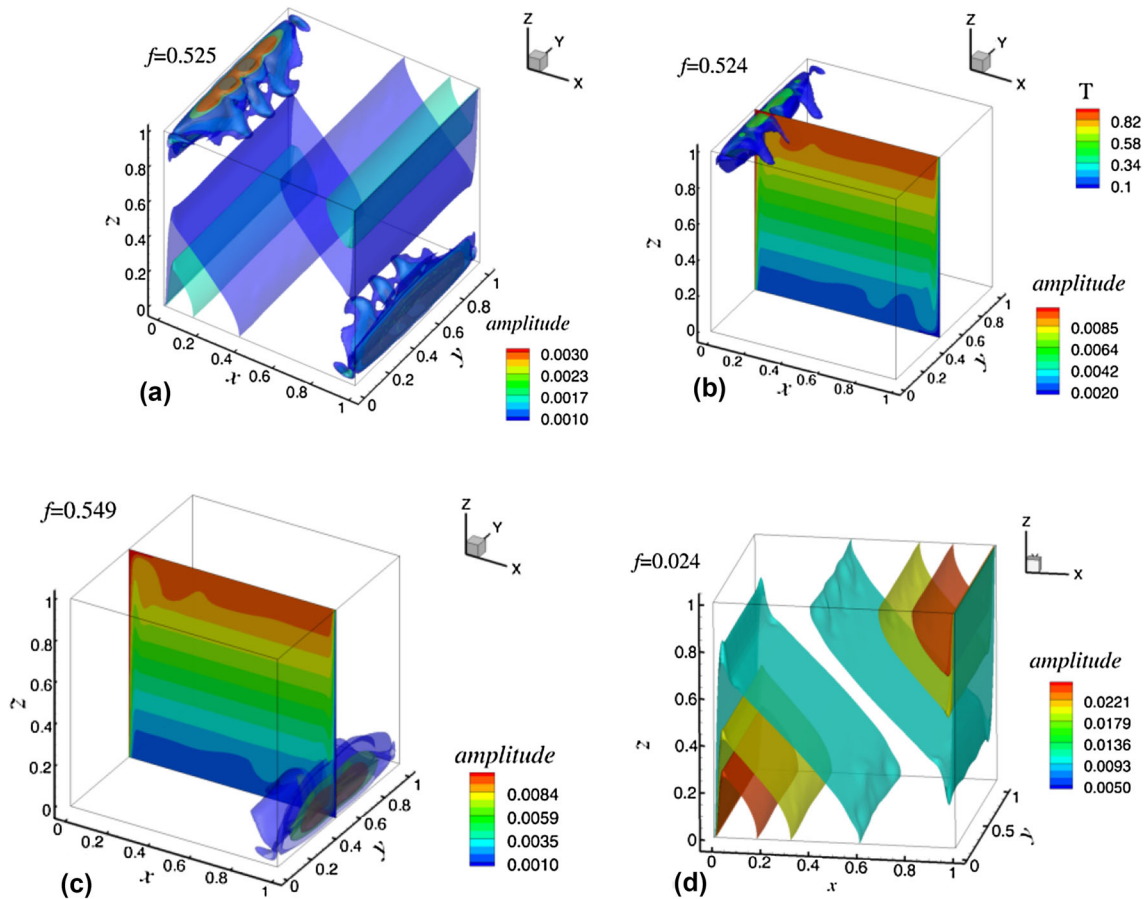 f=0.525
Z
Y
X
1
0.8
0.6
0.4
0.2
0
z
0
0.2
0.4
0.6
0.8
1
x
0
0.2
0.4
0.6
0.8
1
y
amplitude
0.0030
0.0023
0.0017
0.0010
(a)
f=0.524
Z
Y
X
T
0.82
0.58
0.34
0.1
1
0.8
0.6
0.4
0.2
0
z
0
0.2
0.4
0.6
0.8
1
x
0
0.2
0.4
0.6
0.8
1
y
amplitude
0.0085
0.0064
0.0042
0.0020
(b)
f=0.549
Z
Y
X
1
0.8
0.6
0.4
0.2
0
z
0
0.2
0.4
0.6
0.8
1
x
0
0.2
0.4
0.6
0.8
1
y
amplitude
0.0084
0.0059
0.0035
0.0010
(c)
f=0.024
Z
X
1
0.8
0.6
0.4
0.2
0
z
0
0.2
0.4
0.6
0.8
1
x
0
0.5
1
y
amplitude
0.0221
0.0179
0.0136
0.0093
0.0050
(d)